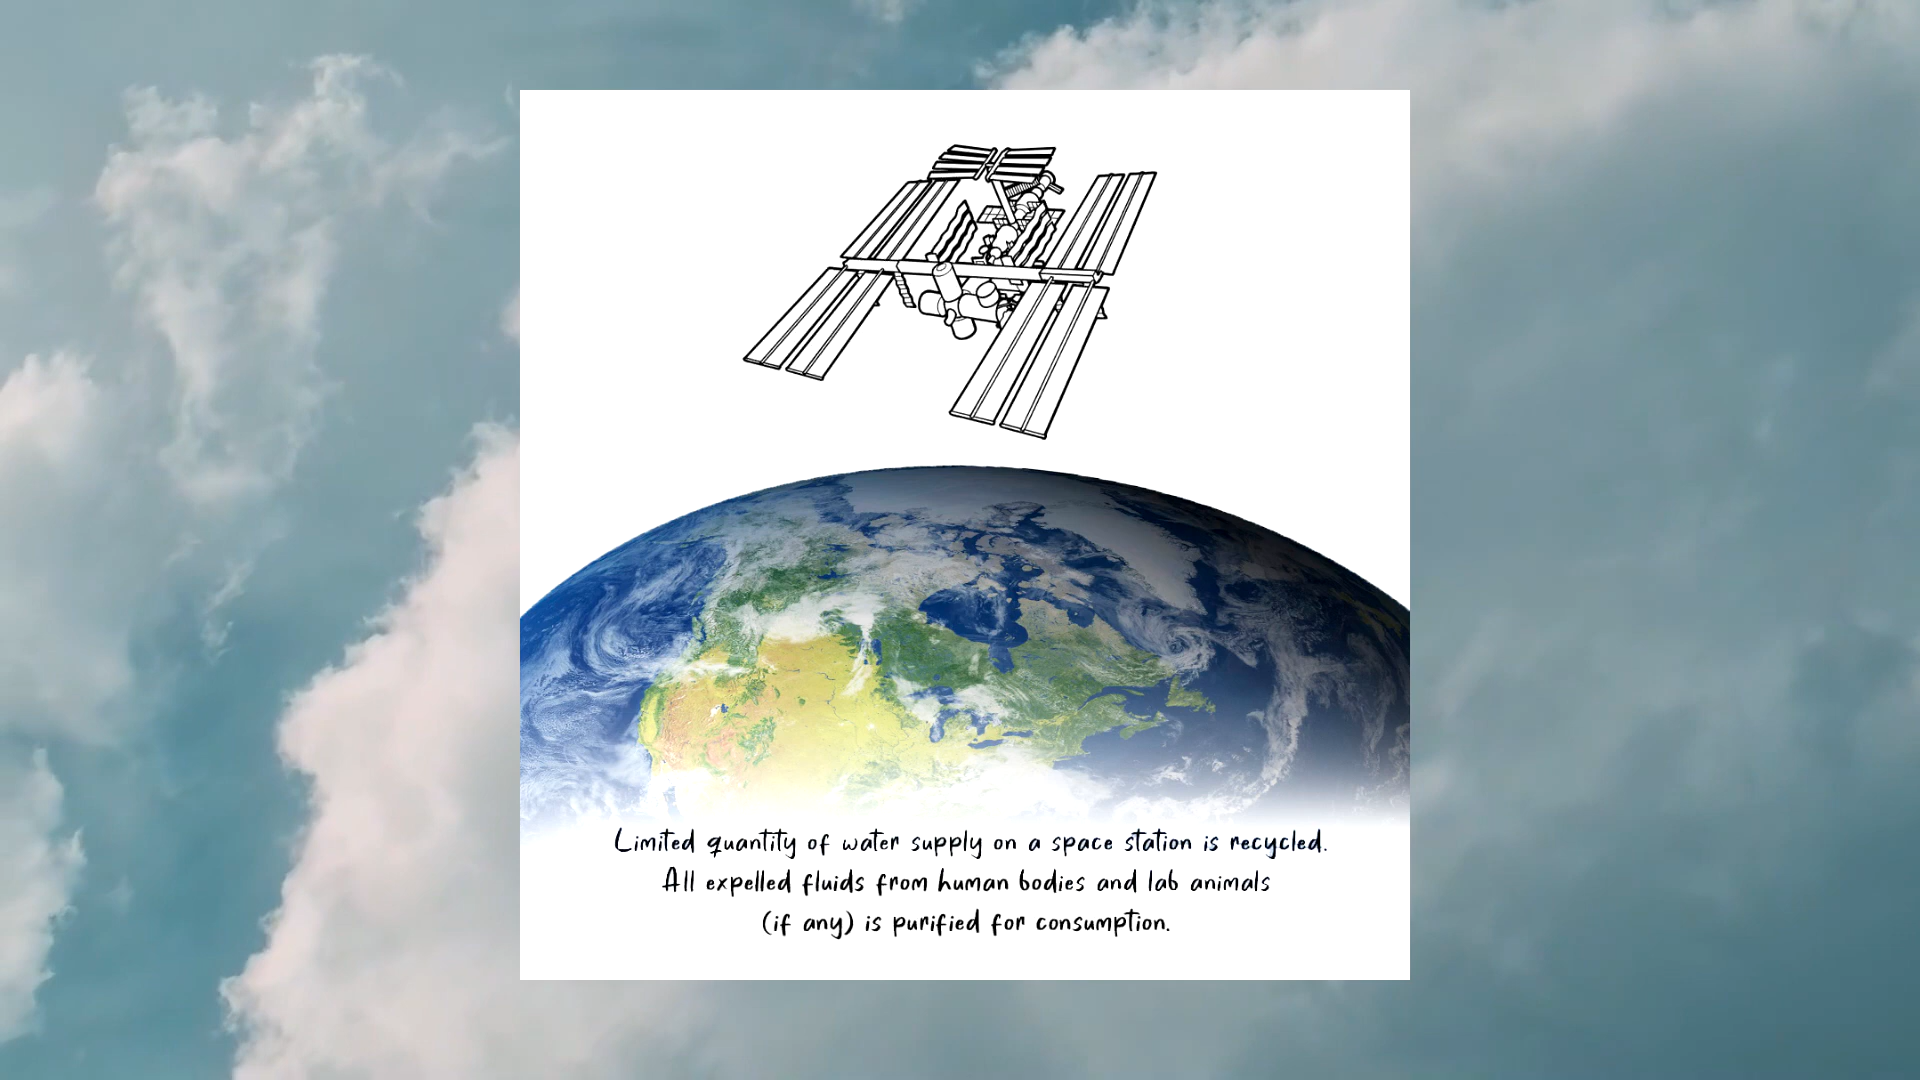 Limited quantity of water supply on a space station is recycled.
All expelled fluids from human bodies and lab animals
(if any) is purified for consumption.